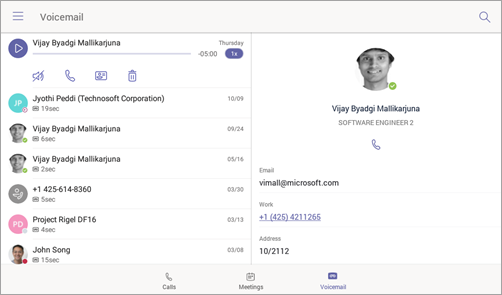 Voicemail
Vijay Byadgi Mallikarjuna
Thursday
-05:00
1x
JP
Jyothi Peddi (Technosoft Corporation)
10/09
19sec
Vijay Byadgi Mallikarjuna
09/24
6sec
Vijay Byadgi Mallikarjuna
05/16
2sec
+1 425-614-8360
03/30
5sec
PD
Project Rigel DF16
03/13
4sec
John Song
03/08
15sec
Vijay Byadgi Mallikarjuna
SOFTWARE ENGINEER 2
Email
vimall@microsoft.com
Work
+1 (425) 4211265
Address
10/2112
Calls
Meetings
Voicemail